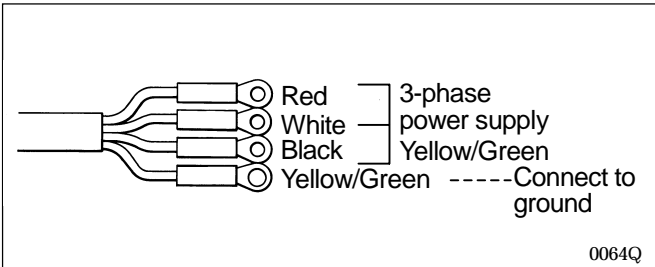 Red
White
Black
Yellow/Green
3-phase
power supply
Yellow/Green
Connect to
ground
0064Q